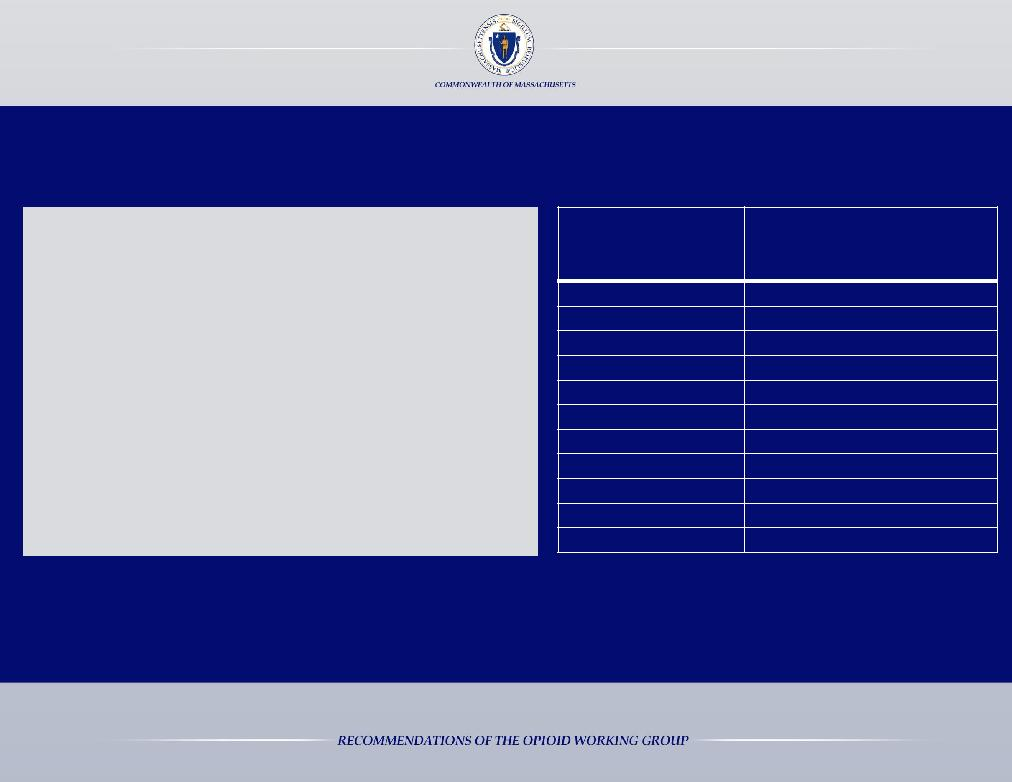 COMMONWEALTH OF MASSACHUSETTS
RECOMMENDATIONS OF THE OPIOID WORKING GROUP